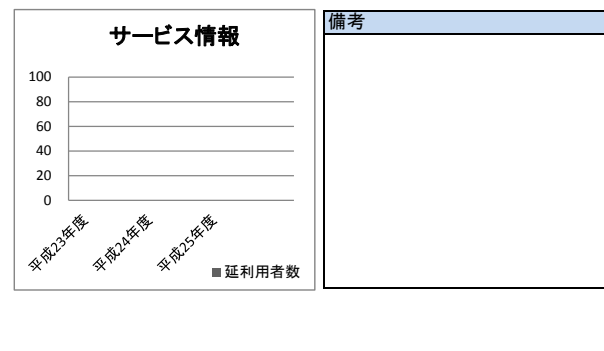 サービス情報
100
80
60
40
20
0
平成23年度
平成24年度
平成25年度
延利用者数
備考